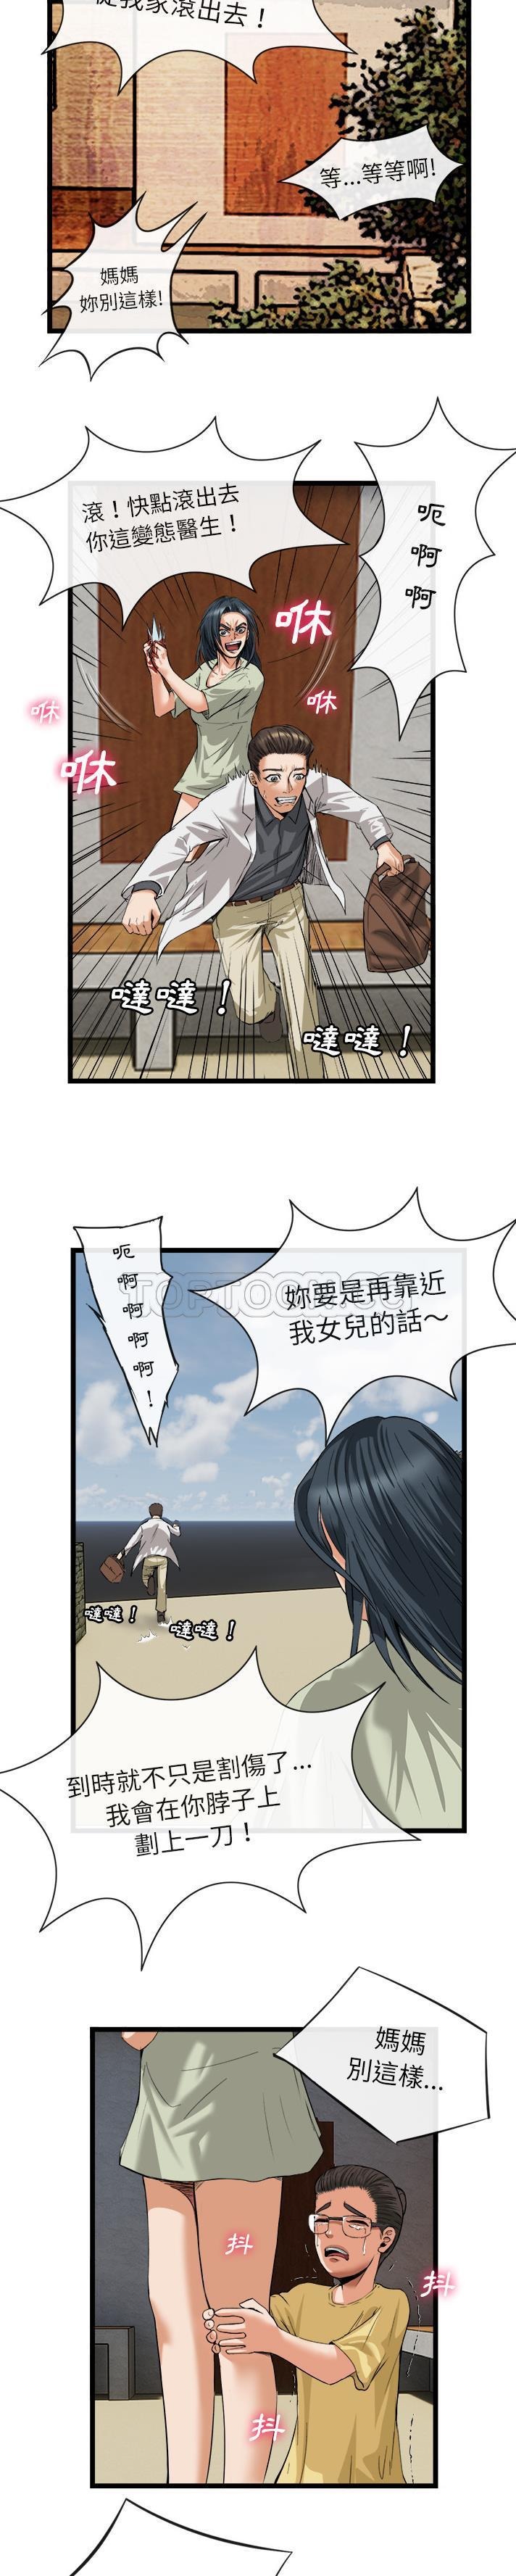 從我家滾出去！
等...等等啊!
媽媽
妳別這樣!
滾！快點滾出去
你這變態醫生！
呃啊啊
咻
咻
咻
咻
噠噠！
噠噠！
呃啊啊啊啊！
TOPTOON
妳要是再靠近
我女兒的話～
噠噠！
噠噠！
到時就不只是割傷了...
我會在你脖子上
劃上一刀！
媽媽
別這樣...
抖
抖
抖